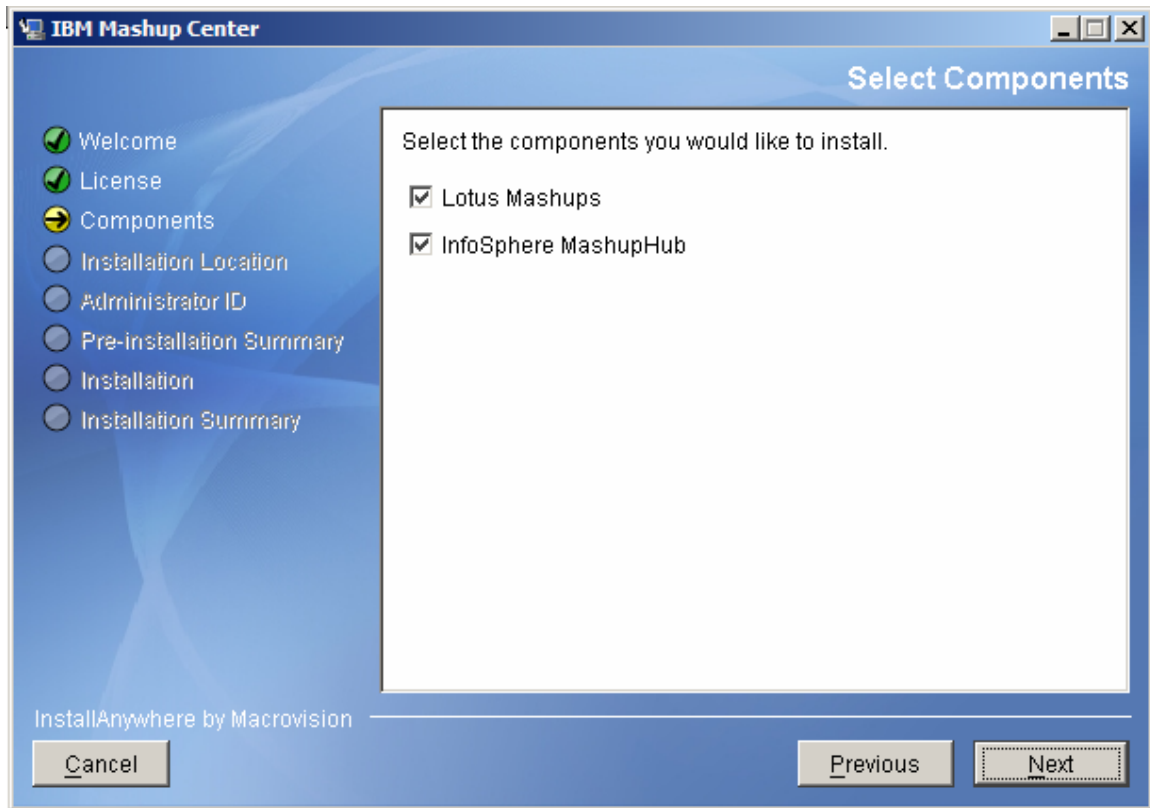 IBM Mashup Center
Select Components
Welcome
License
Components
Installation Location
Administrator ID
Pre-installation Summary
Installation
Installation Summary
Select the components you would like to install.
Lotus Mashups
InfoSphere MashupHub
InstallAnywhere by Macrovision
Cancel
Previous
Next